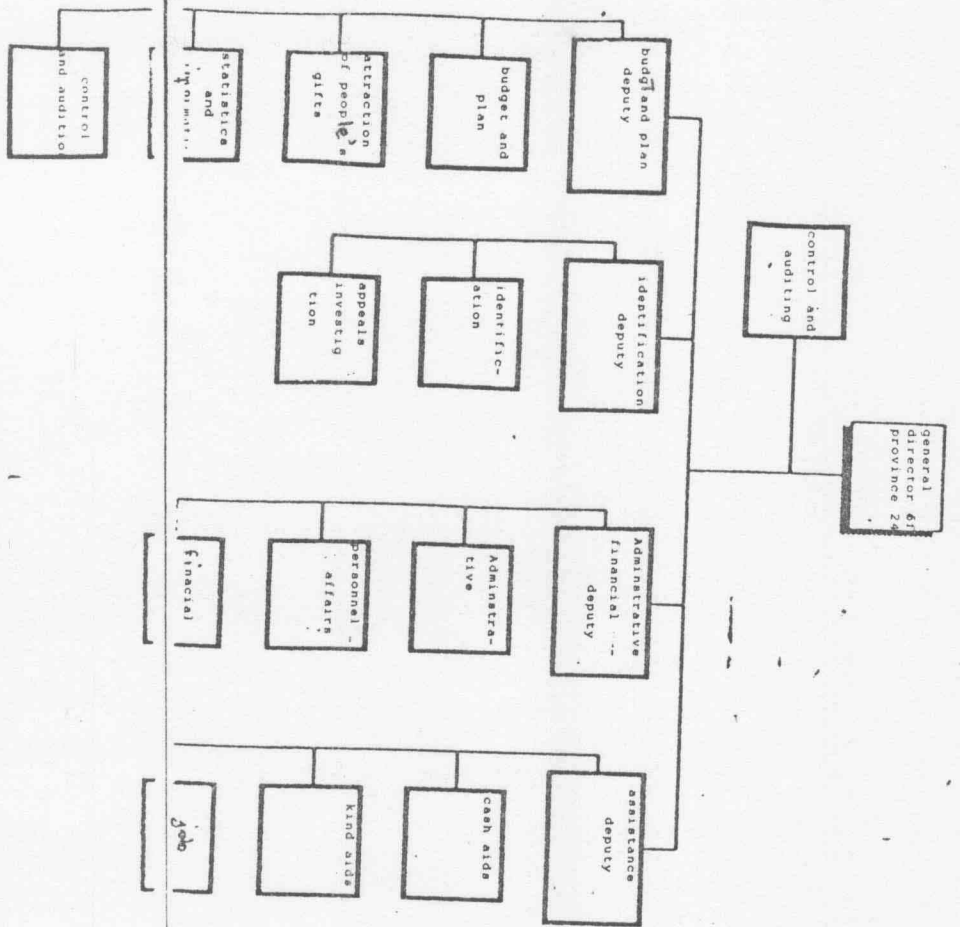 general
director of
province 24
control and
auditing
budgt and plan
deputy
budget and
plan
attraction
of people's
gifts
statistics
and
control
and auditio
identification
deputy
identific-
ation
appeals
investig
tion
Adminstrative
financial -
deputy
Adminstra-
tive
personnel -
affairs
finacial
assistance
deputy
cash aids
kind aids
job